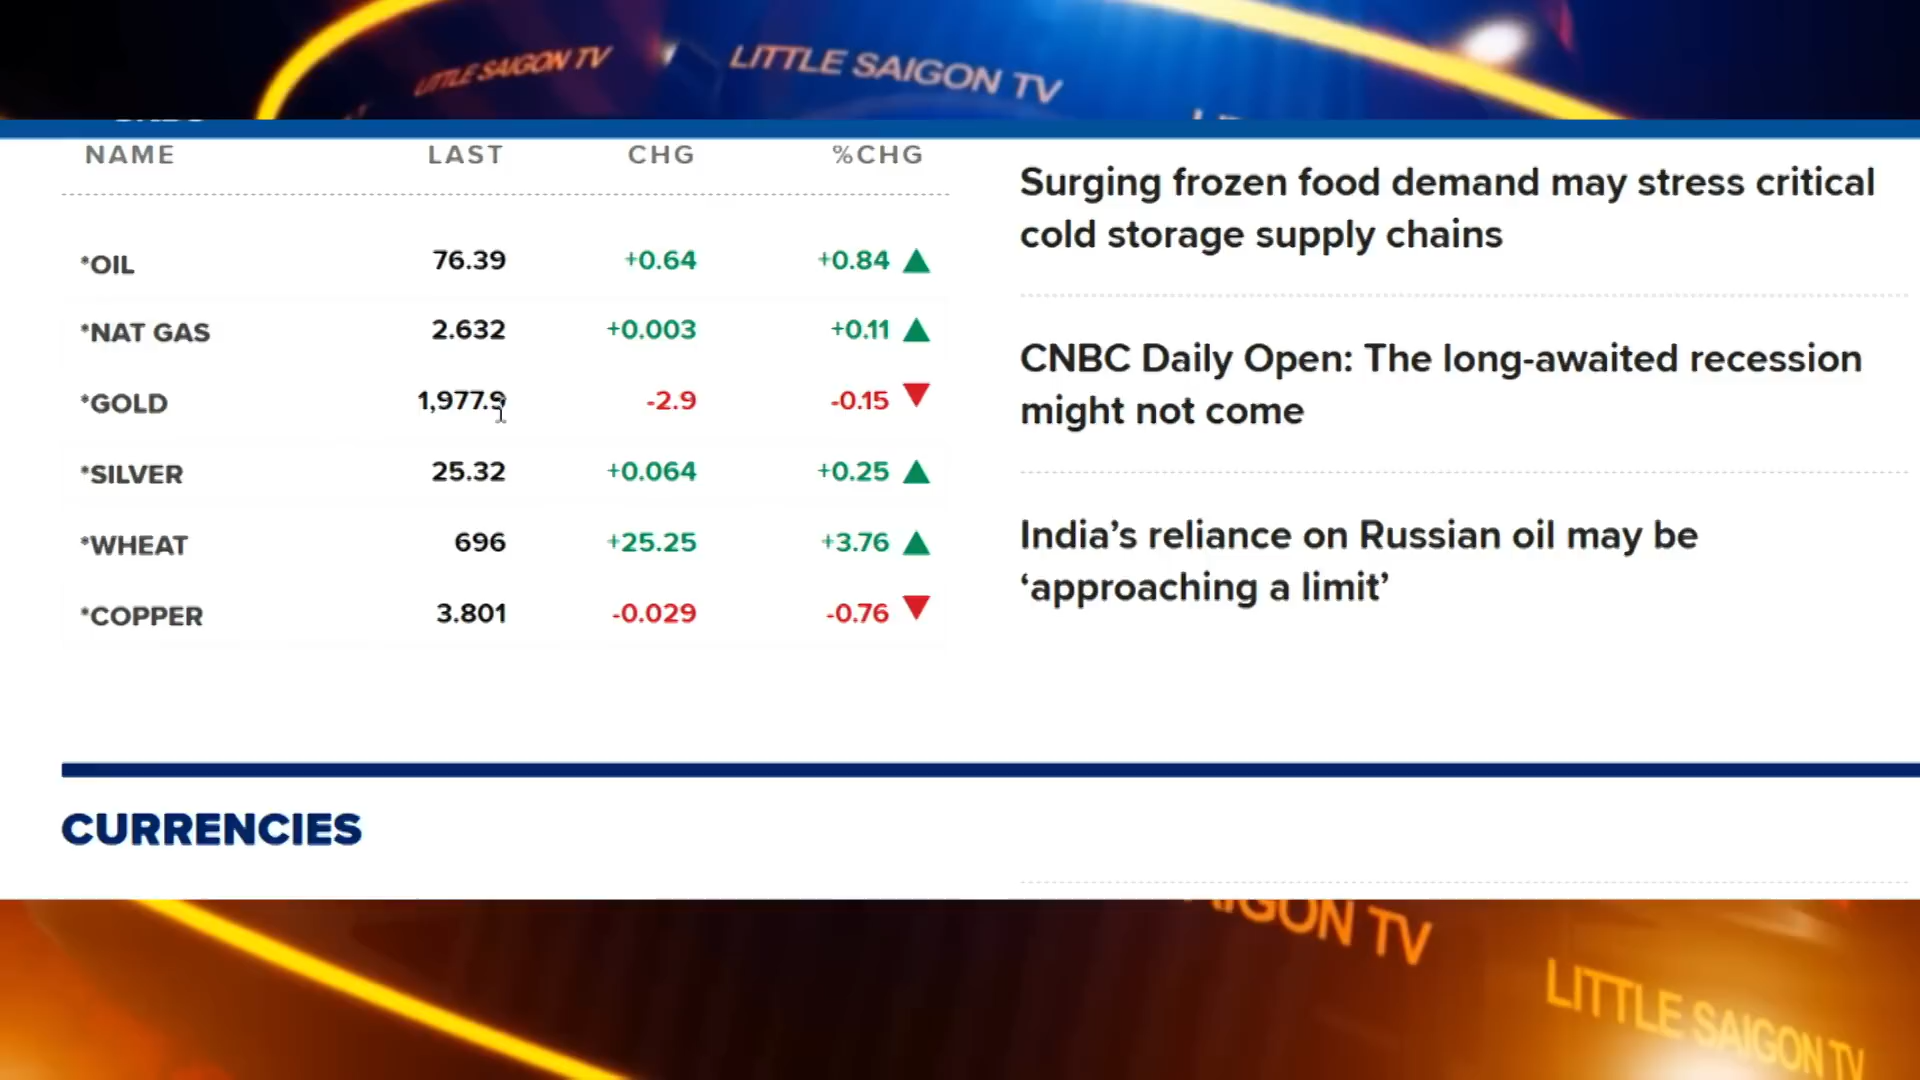 LITTLE SAIGON TV
LITTLE SAIGON TV
NAME LAST CHG %CHG
*OIL 76.39 +0.64 +0.84
*NAT GAS 2.632 +0.003 +0.11
*GOLD 1,977.9 -2.9 -0.15
*SILVER 25.32 +0.064 +0.25
*WHEAT 696 +25.25 +3.76
*COPPER 3.801 -0.029 -0.76
Surging frozen food demand may stress critical
cold storage supply chains
CNBC Daily Open: The long-awaited recession
might not come
India’s reliance on Russian oil may be
‘approaching a limit’
CURRENCIES
TV
LITTLE SAIGON TV